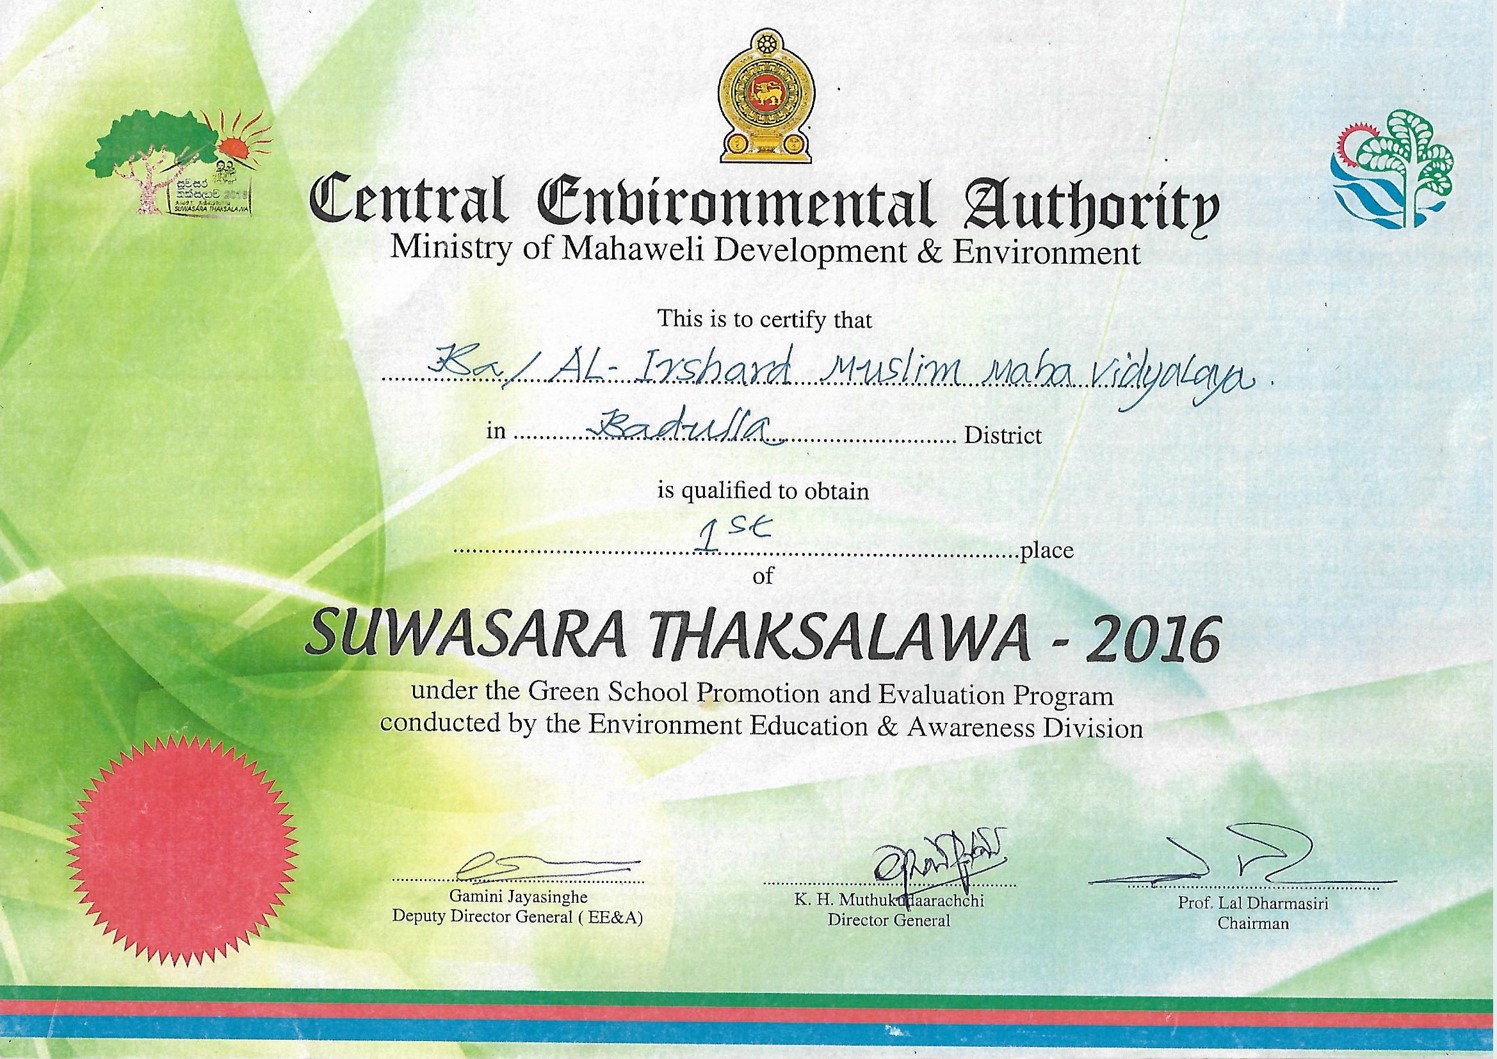 Central Environmental Authority
Ministry of Mahaweli Development & Environment
This is to certify that
Ba/ AL- Irshard Muslim Maha Vidyalaya.
in Badulla District
is qualified to obtain
1st place
of
SUWASARA THAKSALAWA - 2016
under the Green School Promotion and Evaluation Program
conducted by the Environment Education & Awareness Division
Gamini Jayasinghe
Deputy Director General ( EE&A)
K. H. Muthukudaarachchi
Director General
Prof. Lal Dharmasiri
Chairman
සුවසර
SUWASARA THAKSALAWA